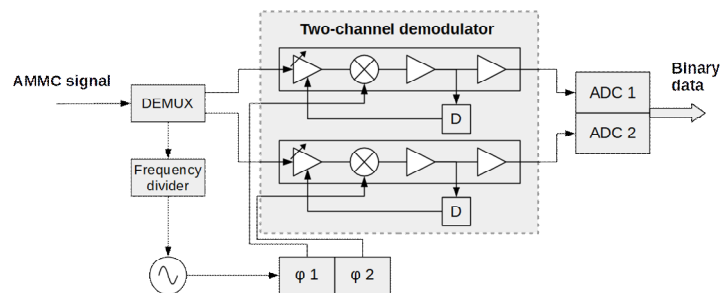 Two-channel demodulator
AMMC signal
DEMUX
Frequency
divider
D
D
φ 1
φ 2
ADC 1
ADC 2
Binary
data